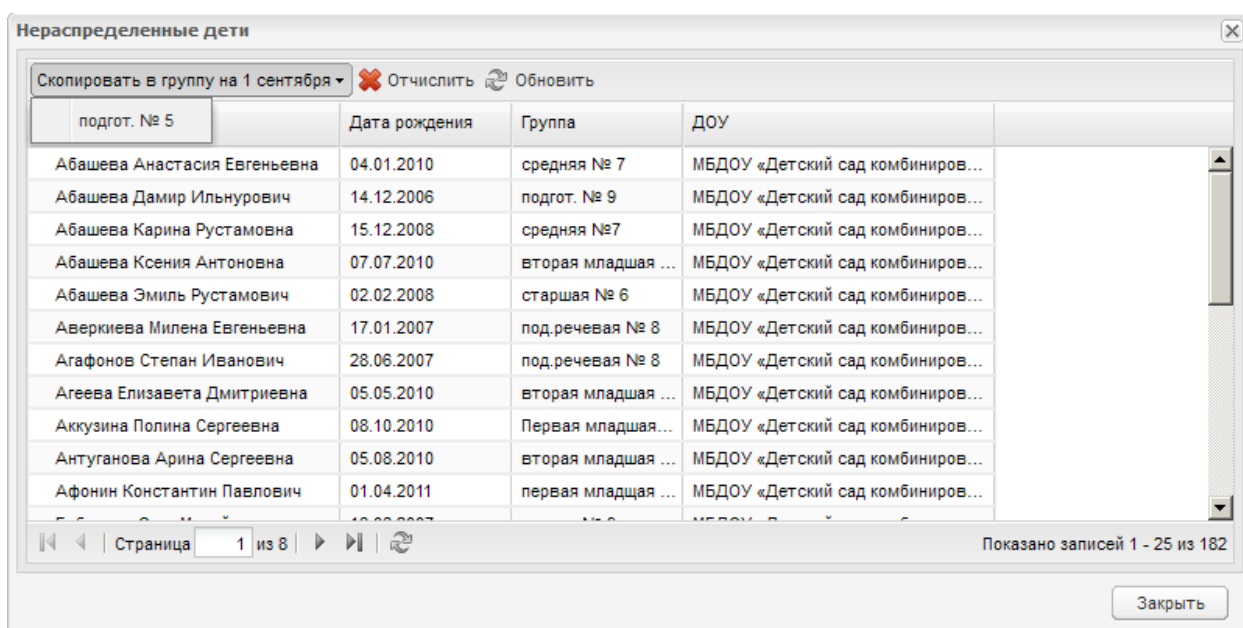 Нераспределенные дети
Скопировать в группу на 1 сентября Отчислить Обновить
подгот. № 5 Дата рождения Группа ДОУ
Абашева Анастасия Евгеньевна 04.01.2010 средняя № 7 МБДОУ «Детский сад комбиниров...
Абашева Дамир Ильнурович 14.12.2006 подгот. № 9 МБДОУ «Детский сад комбиниров...
Абашева Карина Рустамовна 15.12.2008 средняя №7 МБДОУ «Детский сад комбиниров...
Абашева Ксения Антоновна 07.07.2010 вторая младшая ... МБДОУ «Детский сад комбиниров...
Абашева Эмиль Рустамович 02.02.2008 старшая № 6 МБДОУ «Детский сад комбиниров...
Аверкиева Милена Евгеньевна 17.01.2007 под.речевая № 8 МБДОУ «Детский сад комбиниров...
Агафонов Степан Иванович 28.06.2007 под.речевая № 8 МБДОУ «Детский сад комбиниров...
Агеева Елизавета Дмитриевна 05.05.2010 вторая младшая ... МБДОУ «Детский сад комбиниров...
Аккузина Полина Сергеевна 08.10.2010 Первая младшая... МБДОУ «Детский сад комбиниров...
Антуганова Арина Сергеевна 05.08.2010 вторая младшая ... МБДОУ «Детский сад комбиниров...
Афонин Константин Павлович 01.04.2011 первая младщая ... МБДОУ «Детский сад комбиниров...
Страница 1 из 8 Показано записей 1 - 25 из 182
Закрыть